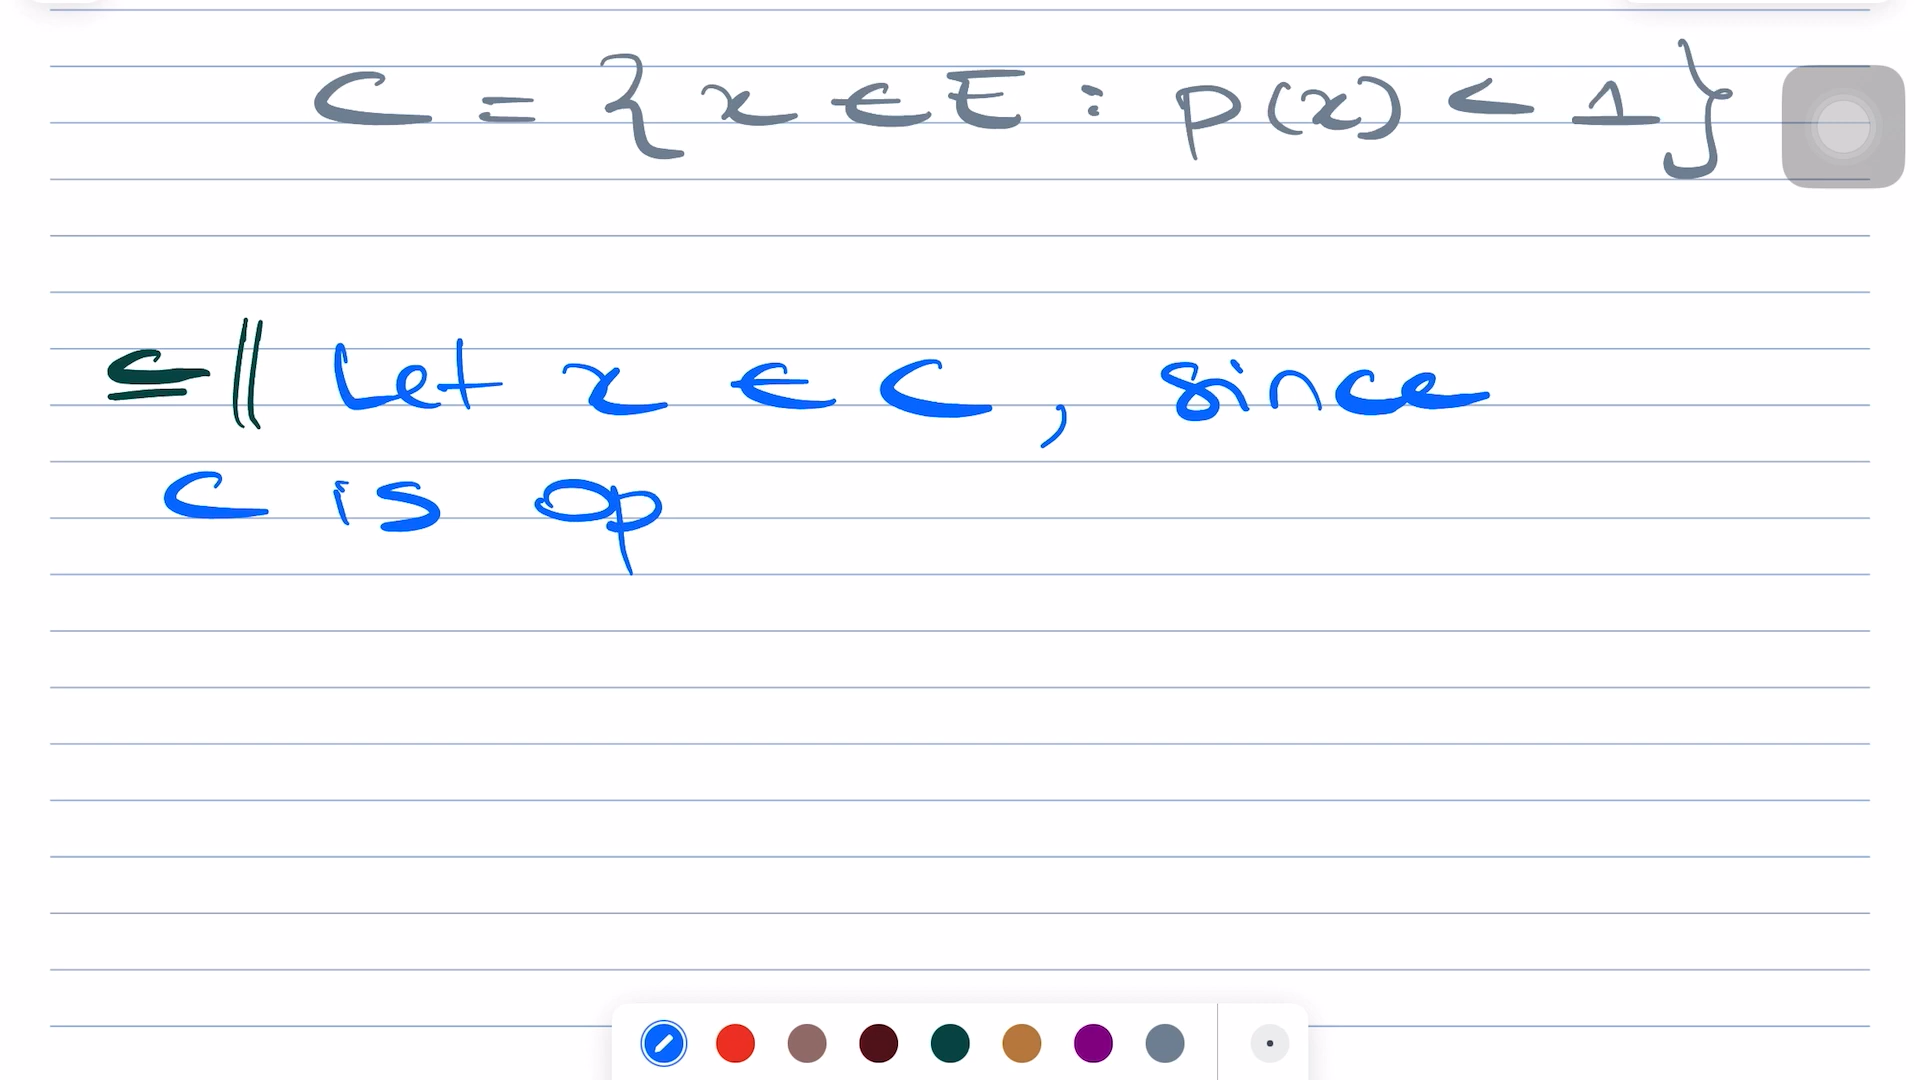 C = {x ∈ E : p(x) < 1}
⊆ || Let x ∈ C, since
C is op